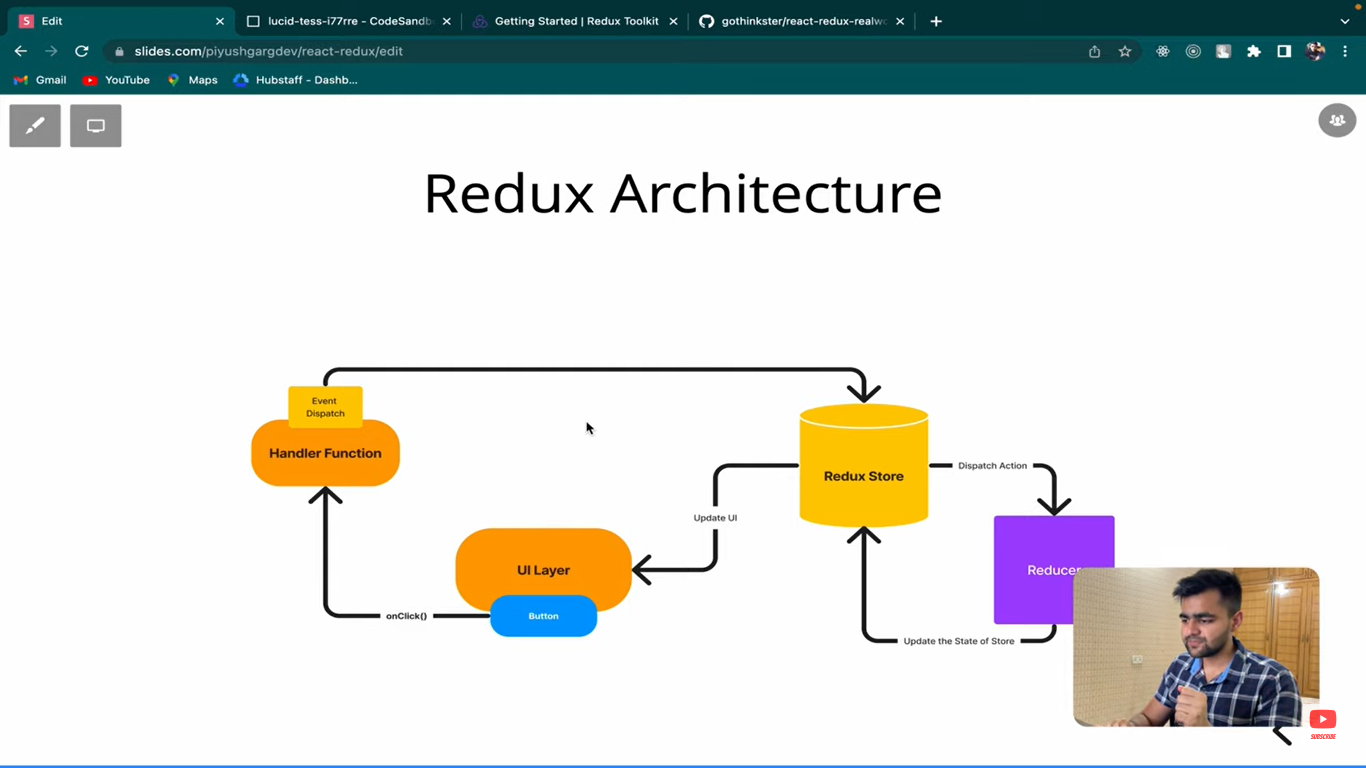 Edit
lucid-tess-i77rre - CodeSandb
Getting Started | Redux Toolkit
gothinkster/react-redux-realw
slides.com/piyushgargdev/react-redux/edit
Gmail
YouTube
Maps
Hubstaff - Dashb...
Redux Architecture
Event
Dispatch
Handler Function
Redux Store
Dispatch Action
Update UI
UI Layer
Reducer
Button
onClick()
Update the State of Store
SUBSCRIBE